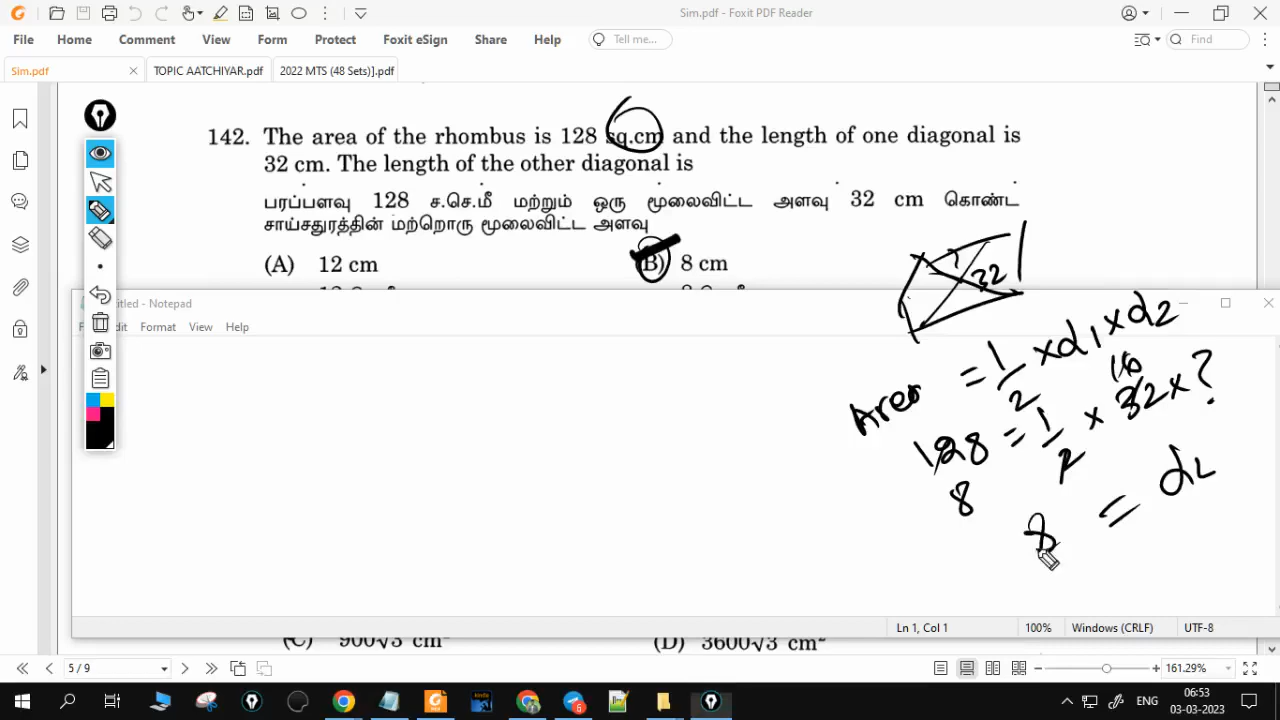 Sim.pdf - Foxit PDF Reader
File Home Comment View Form Protect Foxit eSign Share Help Tell me... Find
Sim.pdf TOPIC AATCHIYAR.pdf 2022 MTS (48 Sets)].pdf
142. The area of the rhombus is 128 sq.cm and the length of one diagonal is
32 cm. The length of the other diagonal is
பரப்பளவு 128 ச.செ.மீ மற்றும் ஒரு மூலைவிட்ட அளவு 32 cm கொண்ட
சாய்சதுரத்தின் மற்றொரு மூலைவிட்ட அளவு
(A) 12 cm (B) 8 cm
32
- Notepad
Format View Help
Area = 1/2 × d1 × d2
16
128 = 1/2 × 32 × ?
8
8 = d2
Ln 1, Col 1 100% Windows (CRLF) UTF-8
(C) 900√3 cm² (D) 3600√3 cm²
5 / 9 161.29%
ENG 06:53
03-03-2023